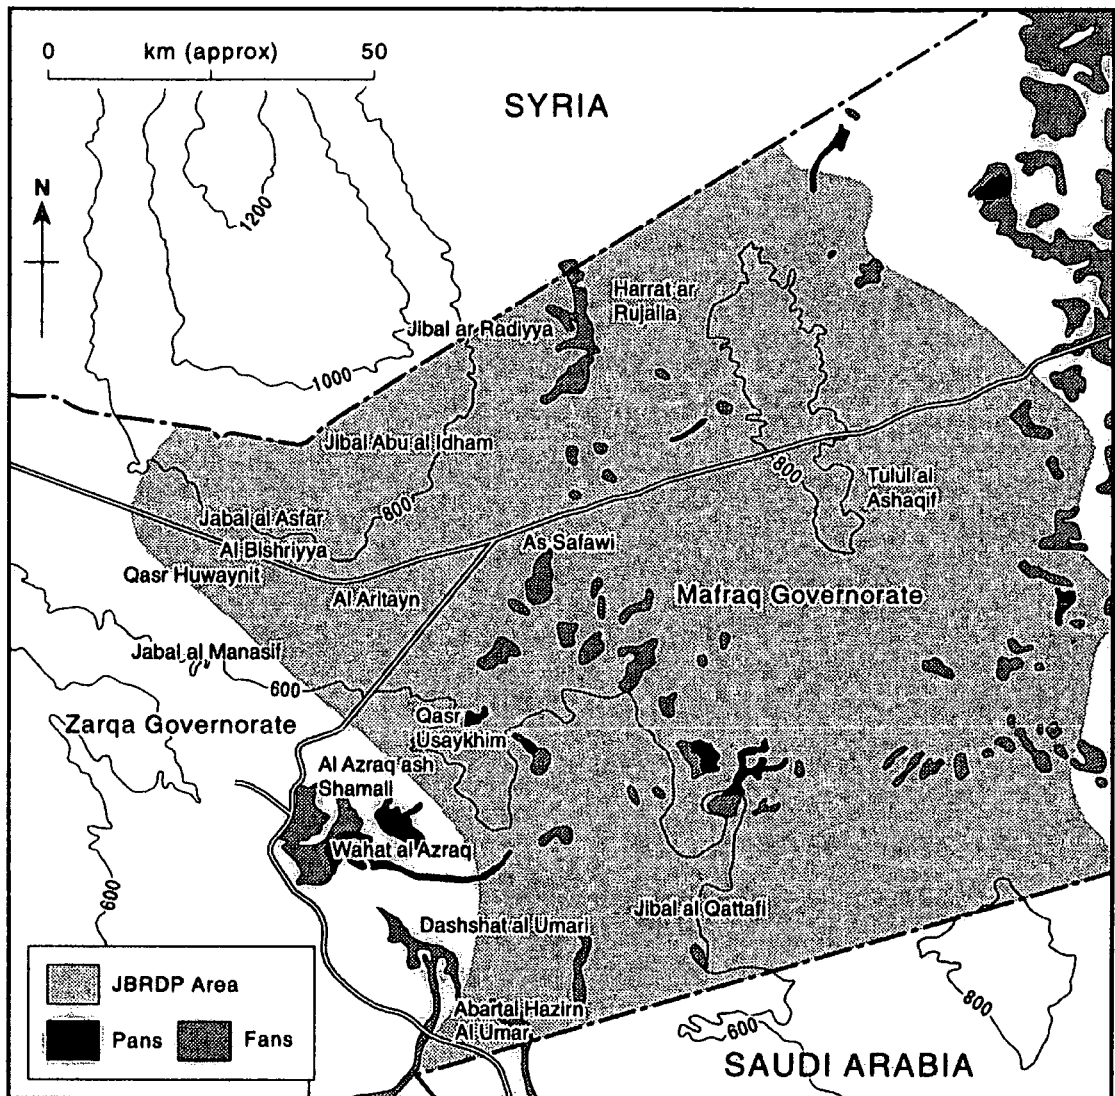 0 km (approx) 50
SYRIA
N
1200
Harrat ar
Rujaila
Jibal ar Radiyya
1000
Jibal Abu al Idham
800
800
Tulul al
Ashaqif
Jabal al Asfar
Al Bishriyya
As Safawi
Qasr Huwaynit
Al Aritayn
Mafraq Governorate
Jabal al Manasif
600
Zarqa Governorate
Qasr
Usaykhim
Al Azraq ash
Shamali
Wahat al Azraq
600
Jibal al Qattafi
Dashshat al Umari
JBRDP Area
Pans
Fans
Abartal Hazirn
Al Umar
800
600
SAUDI ARABIA